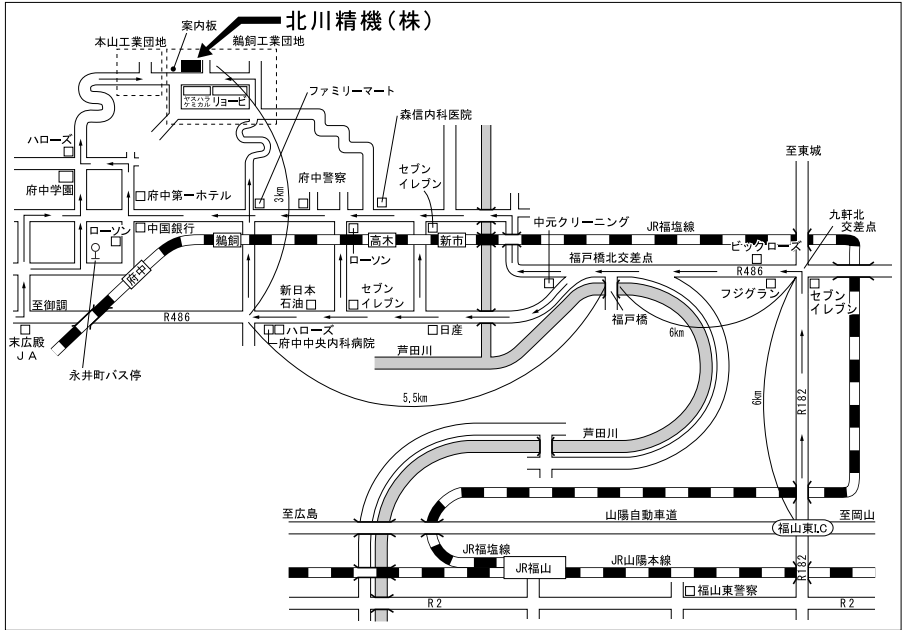 北川精機(株)
案内板
本山工業団地
鵜飼工業団地
ヤスハラ
ケミカル
リョービ
ファミリーマート
森信内科医院
ハローズ
府中学園
府中第一ホテル
府中警察
セブン
イレブン
3km
至東城
中元クリーニング
JR福塩線
九軒北
交差点
ローソン
中国銀行
鵜飼
高木
新市
ビックローズ
福戸橋北交差点
R486
府中
ローソン
新日本
石油
セブン
イレブン
フジグラン
セブン
イレブン
至御調
R486
福戸橋
末広殿
JA
ハローズ
府中中央内科病院
日産
6km
永井町バス停
芦田川
5.5km
6km
R182
芦田川
至広島
山陽自動車道
至岡山
福山東I.C
JR福塩線
JR福山
JR山陽本線
R182
福山東警察
R2
R2